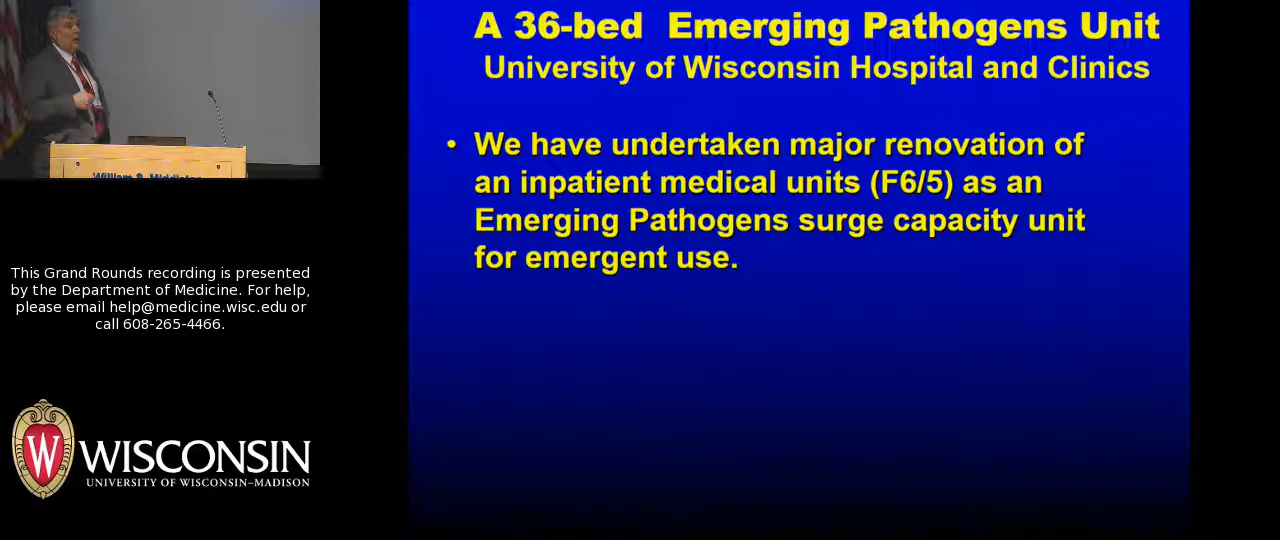 A 36-bed Emerging Pathogens Unit
University of Wisconsin Hospital and Clinics
• We have undertaken major renovation of
an inpatient medical units (F6/5) as an
Emerging Pathogens surge capacity unit
for emergent use.
William S. Middleton
This Grand Rounds recording is presented
by the Department of Medicine. For help,
please email help@medicine.wisc.edu or
call 608-265-4466.
W
WISCONSIN
UNIVERSITY OF WISCONSIN–MADISON